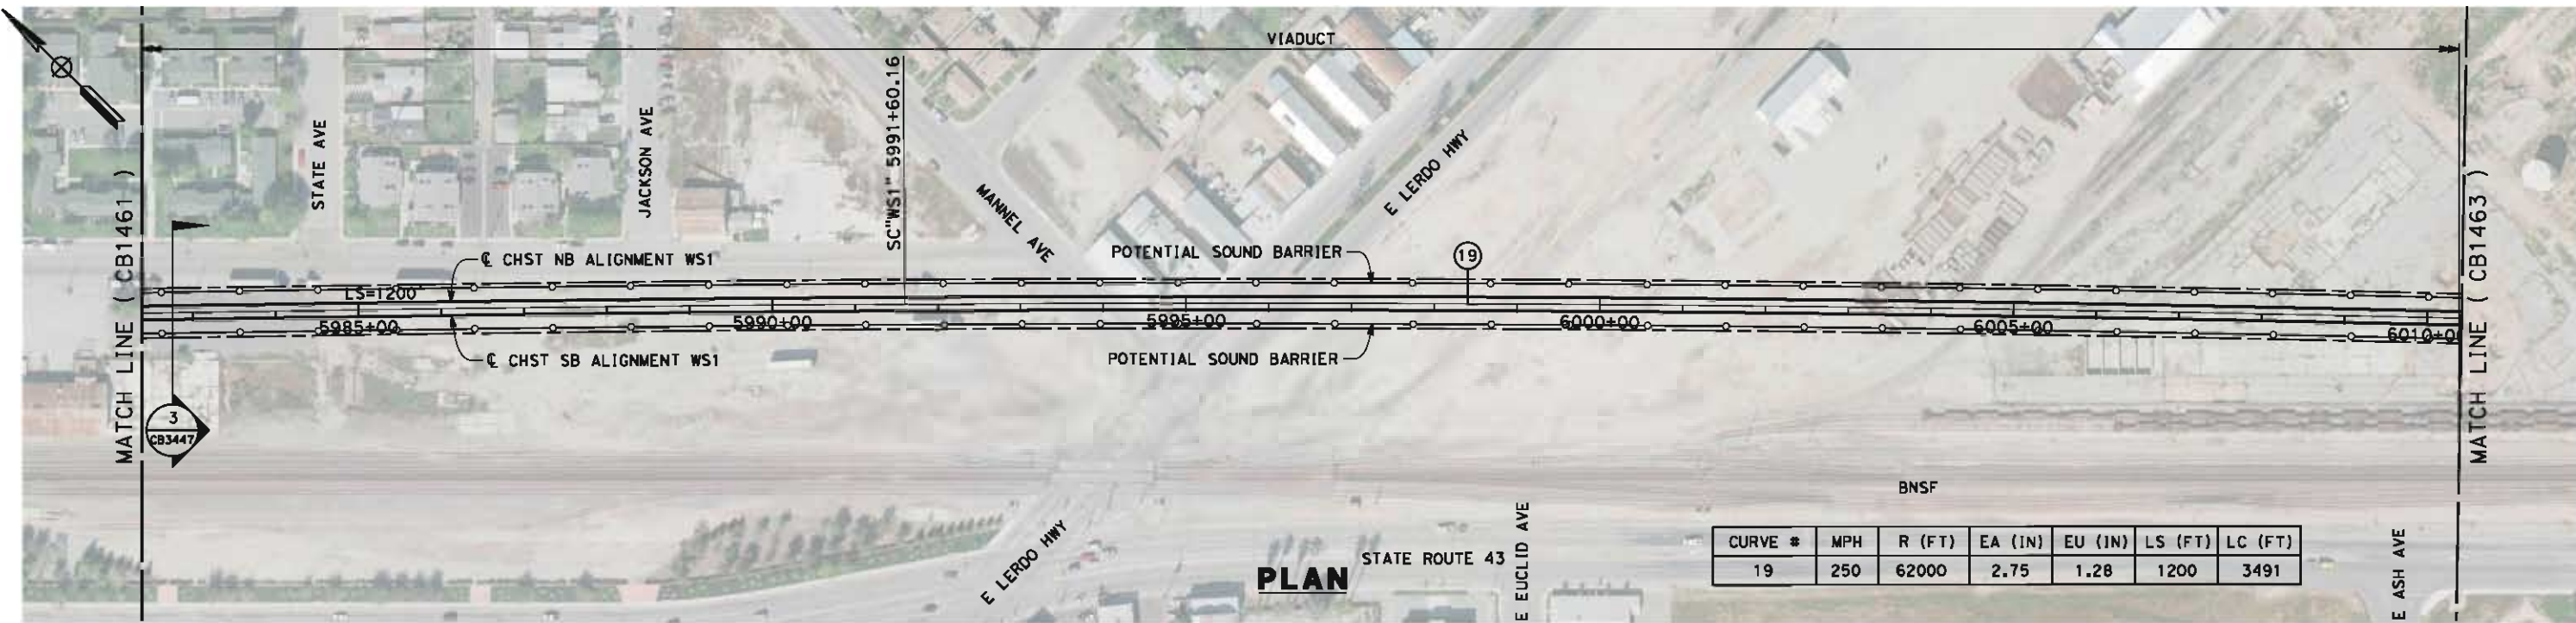 VIADUCT
MATCH LINE ( CB1461 )
STATE AVE
JACKSON AVE
SC"WS1" 5991+60.16
MANNEL AVE
E LERDO HWY
MATCH LINE ( CB1463 )
℄ CHST NB ALIGNMENT WS1
POTENTIAL SOUND BARRIER
19
LS=1200'
5985+00
5990+00
5995+00
6000+00
6005+00
6010+00
℄ CHST SB ALIGNMENT WS1
POTENTIAL SOUND BARRIER
3
CB3447
BNSF
E LERDO HWY
STATE ROUTE 43
E EUCLID AVE
E ASH AVE
PLAN
CURVE # MPH R (FT) EA (IN) EU (IN) LS (FT) LC (FT)
19 250 62000 2.75 1.28 1200 3491